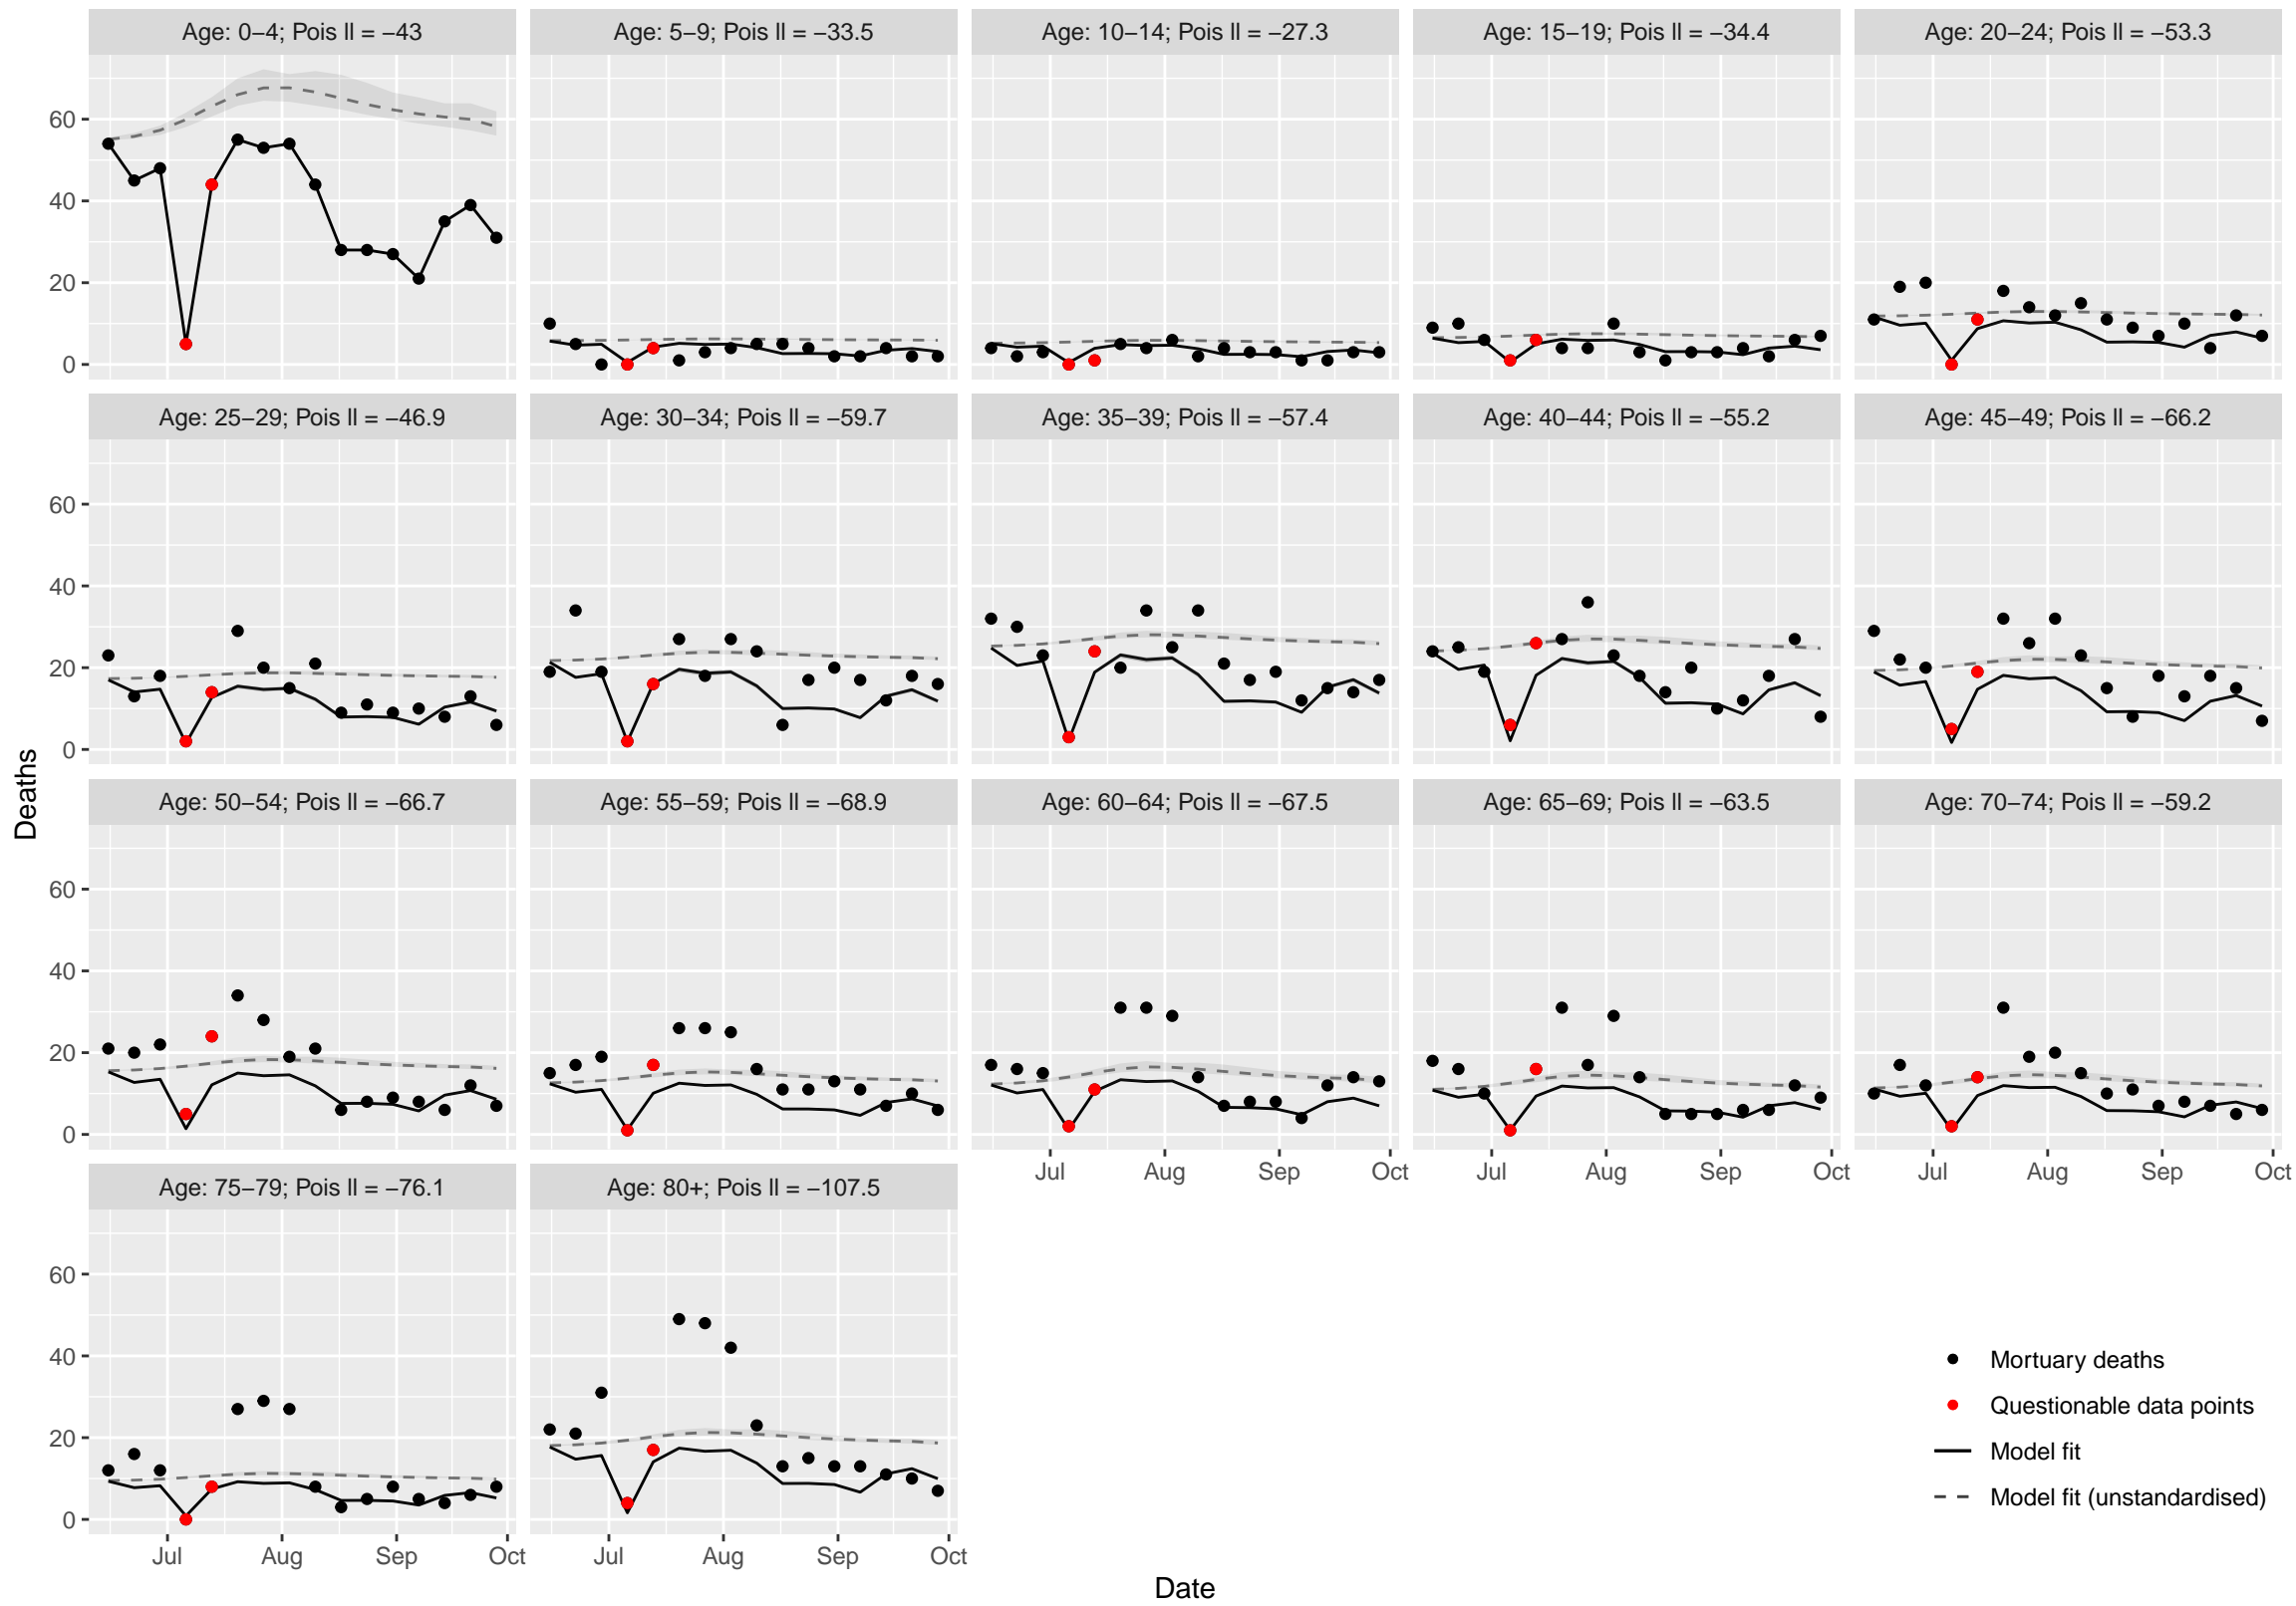 Age: 0−4; Pois ll = −43
Age: 5−9; Pois ll = −33.5
Age: 10−14; Pois ll = −27.3
Age: 15−19; Pois ll = −34.4
Age: 20−24; Pois ll = −53.3
60
40
20
0
Age: 25−29; Pois ll = −46.9
Age: 30−34; Pois ll = −59.7
Age: 35−39; Pois ll = −57.4
Age: 40−44; Pois ll = −55.2
Age: 45−49; Pois ll = −66.2
60
40
20
0
Deaths
Age: 50−54; Pois ll = −66.7
Age: 55−59; Pois ll = −68.9
Age: 60−64; Pois ll = −67.5
Age: 65−69; Pois ll = −63.5
Age: 70−74; Pois ll = −59.2
60
40
20
0
Jul Aug Sep Oct
Jul Aug Sep Oct
Jul Aug Sep Oct
Age: 75−79; Pois ll = −76.1
Age: 80+; Pois ll = −107.5
60
40
20
0
Jul Aug Sep Oct
Jul Aug Sep Oct
Mortuary deaths
Questionable data points
Model fit
Model fit (unstandardised)
Date